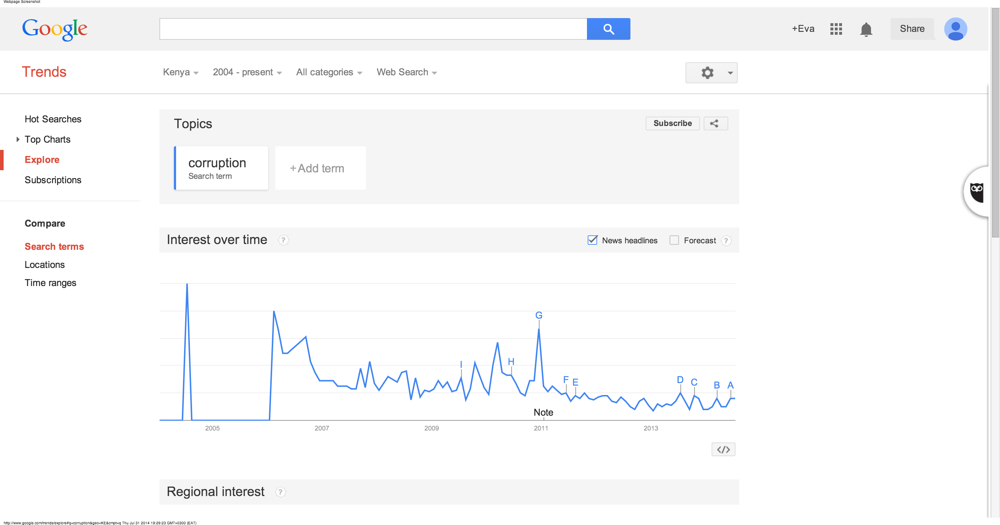 Webpage Screenshot
Google
+Eva
Share
Trends
Kenya
2004 - present
All categories
Web Search
Hot Searches
Top Charts
Explore
Subscriptions
Compare
Search terms
Locations
Time ranges
Topics
Subscribe
corruption
Search term
+Add term
Interest over time ?
News headlines
Forecast ?
G
I
H
F
E
D
C
B
A
Note
2005 2007 2009 2011 2013
</>
Regional interest ?
http://www.google.com/trends/explore#q=corruption&geo=KE&cmpt=q Thu Jul 31 2014 19:29:23 GMT+0300 (EAT)